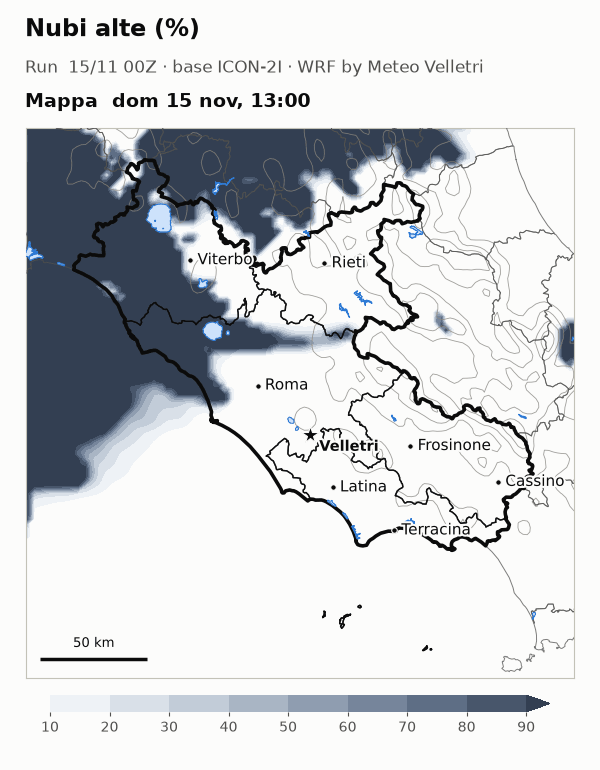 Nubi alte (%)
Run  15/11 00Z · base ICON-2I · WRF by Meteo Velletri
Mappa  dom 15 nov, 13:00
Viterbo
Rieti
Roma
Velletri
Frosinone
Cassino
Latina
Terracina
50 km
10 20 30 40 50 60 70 80 90